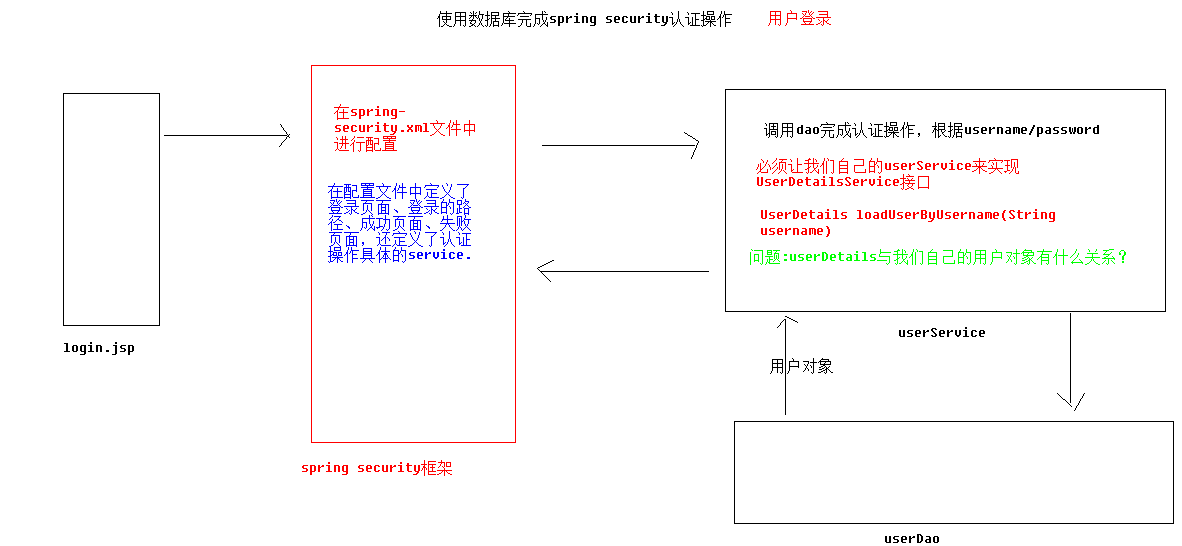 使用数据库完成spring security认证操作 用户登录
在spring-
security.xml文件中
进行配置
在配置文件中定义了
登录页面、登录的路
径、成功页面、失败
页面，还定义了认证
操作具体的service.
login.jsp
spring security框架
调用dao完成认证操作，根据username/password
必须让我们自己的userService来实现
UserDetailsService接口
UserDetails loadUserByUsername(String
username)
问题:userDetails与我们自己的用户对象有什么关系？
userService
用户对象
userDao